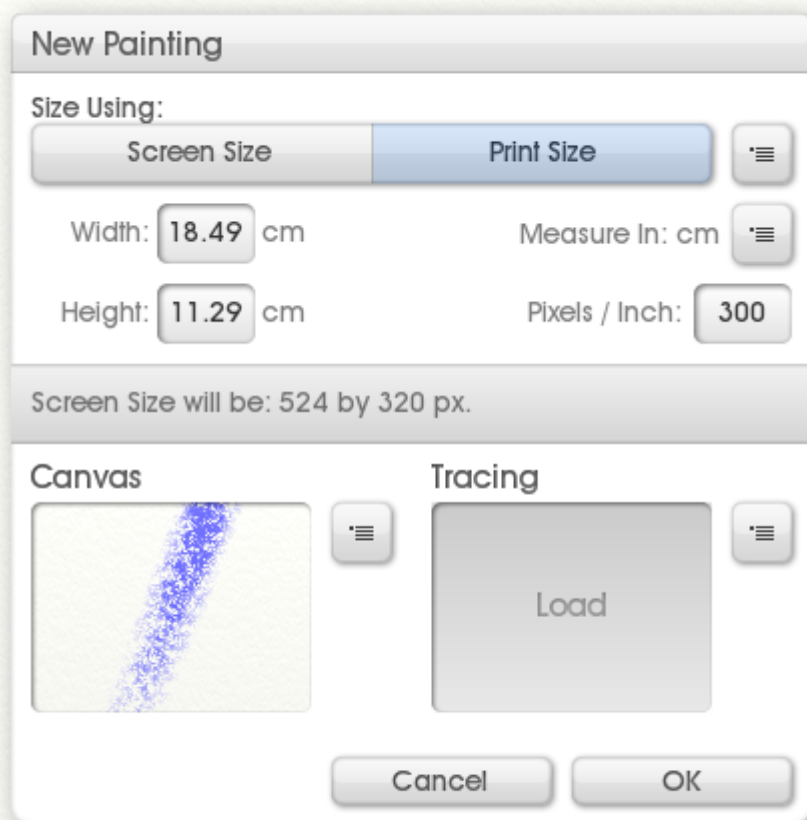 New Painting
Size Using:
Screen Size Print Size
Width: 18.49 cm Measure In: cm
Height: 11.29 cm Pixels / Inch: 300
Screen Size will be: 524 by 320 px.
Canvas Tracing
Load
Cancel OK